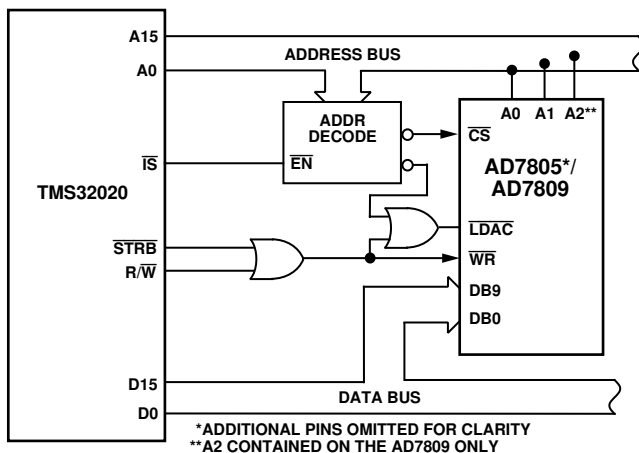 A15
ADDRESS BUS
A0
ADDR
DECODE
A0 A1 A2**
CS
IS
EN
AD7805*/
AD7809
TMS32020
LDAC
STRB
WR
R/W
DB9
DB0
D15
DATA BUS
D0
*ADDITIONAL PINS OMITTED FOR CLARITY
**A2 CONTAINED ON THE AD7809 ONLY